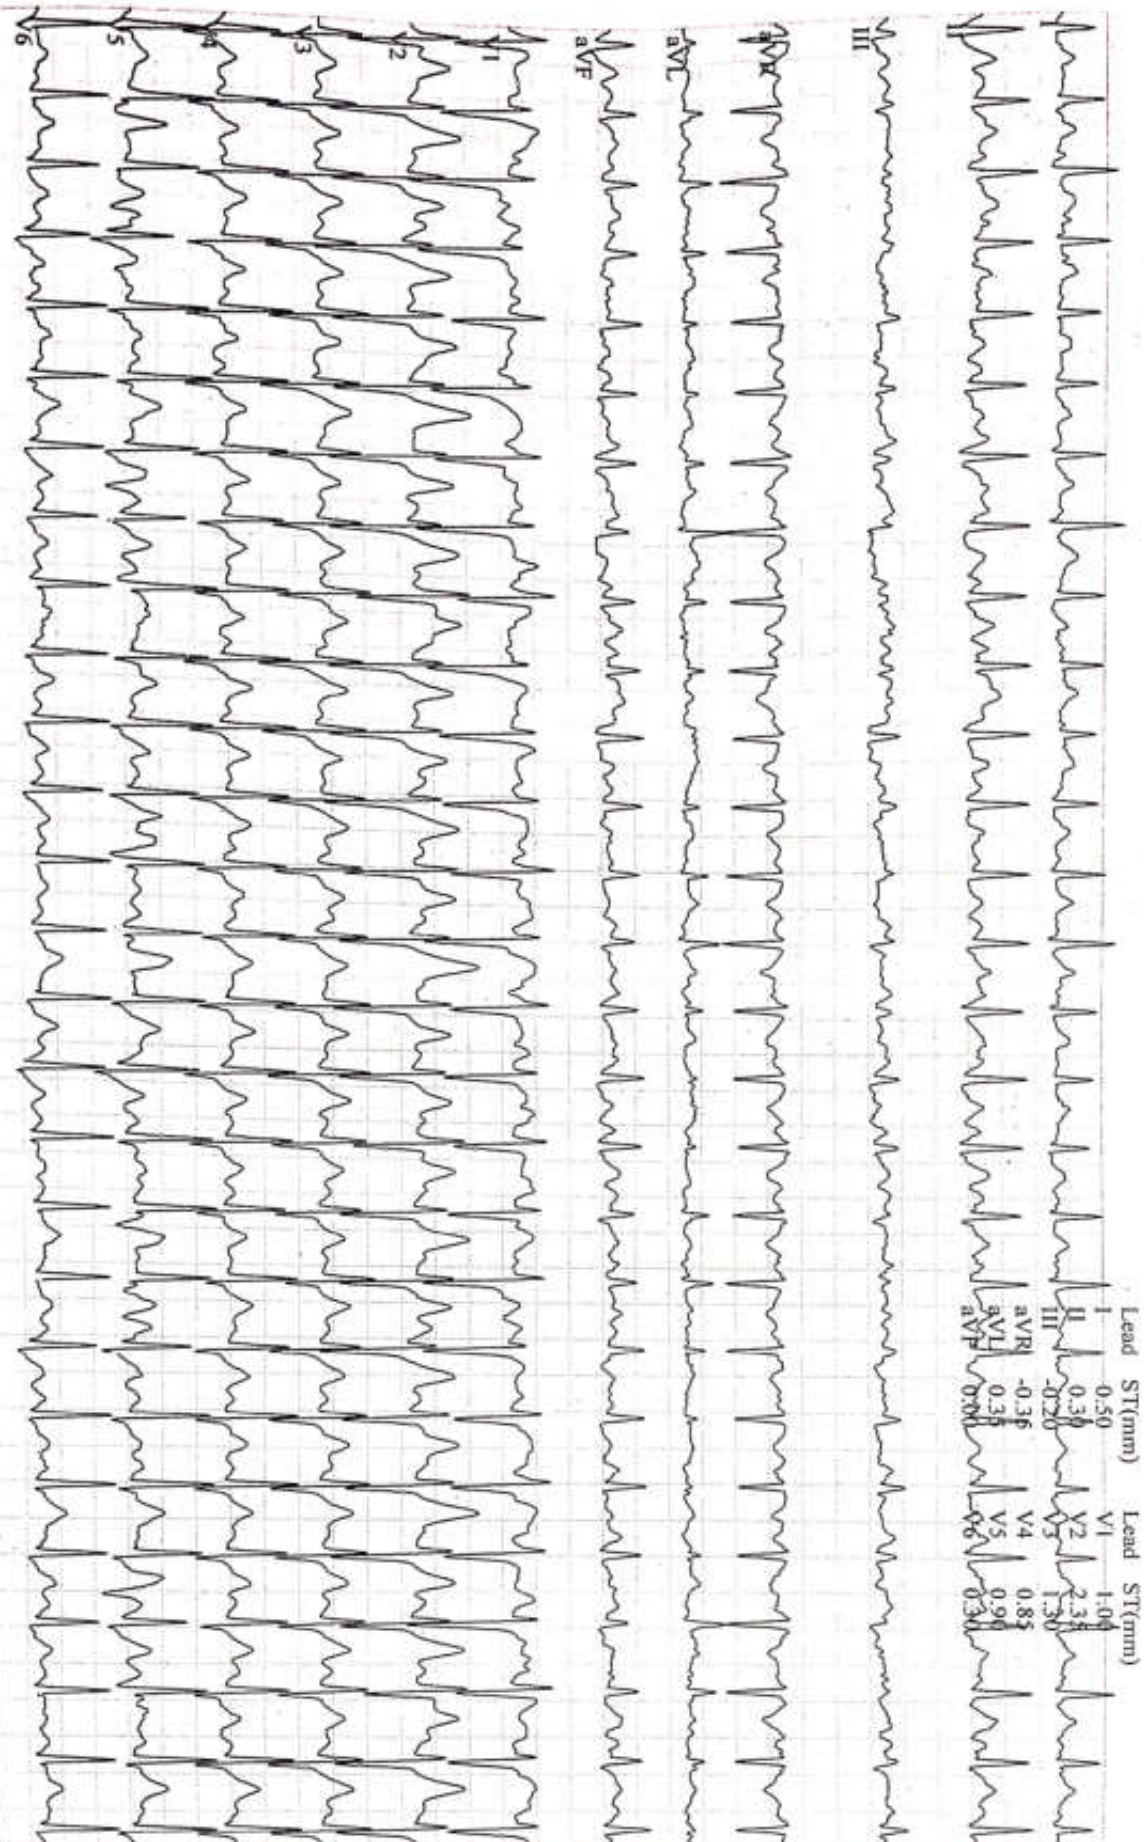 Lead ST(mm) Lead ST(mm)
I 0.50 V1 1.00
II 0.30 V2 2.35
III -0.20 V3 1.30
aVR -0.36 V4 0.85
aVL 0.35 V5 0.90
aVF 0.00 V6 0.30
I
II
III
aVR
aVL
aVF
V1
V2
V3
V4
V5
V6